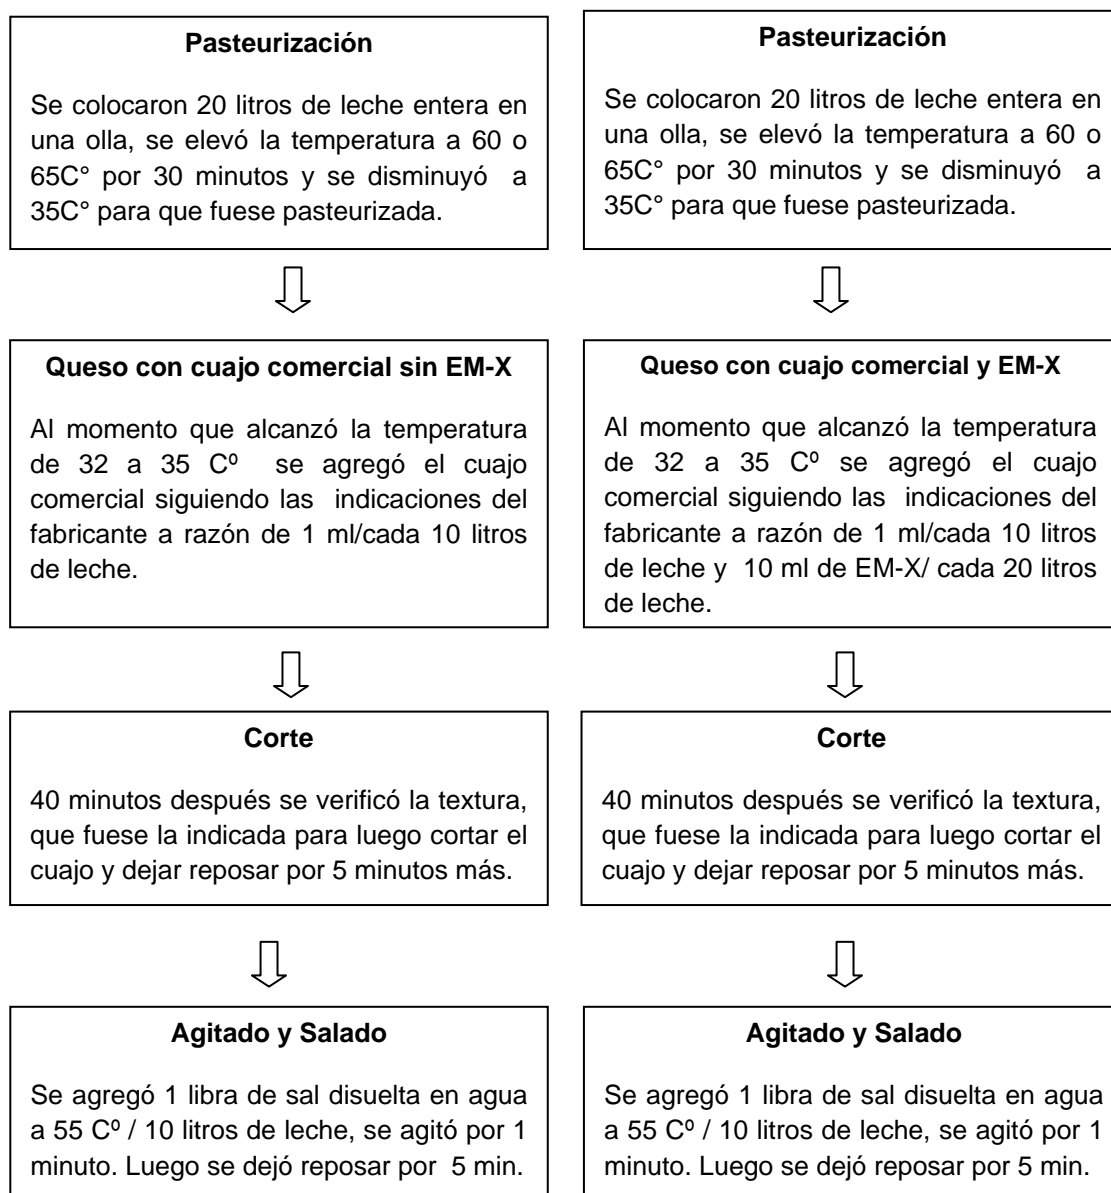 Pasteurización
Se colocaron 20 litros de leche entera en
una olla, se elevó la temperatura a 60 o
65C° por 30 minutos y se disminuyó a
35C° para que fuese pasteurizada.
Pasteurización
Se colocaron 20 litros de leche entera en
una olla, se elevó la temperatura a 60 o
65C° por 30 minutos y se disminuyó a
35C° para que fuese pasteurizada.
Queso con cuajo comercial sin EM-X
Al momento que alcanzó la temperatura
de 32 a 35 Cº se agregó el cuajo
comercial siguiendo las indicaciones del
fabricante a razón de 1 ml/cada 10 litros
de leche.
Queso con cuajo comercial y EM-X
Al momento que alcanzó la temperatura
de 32 a 35 Cº se agregó el cuajo
comercial siguiendo las indicaciones del
fabricante a razón de 1 ml/cada 10 litros
de leche y 10 ml de EM-X/ cada 20 litros
de leche.
Corte
40 minutos después se verificó la textura,
que fuese la indicada para luego cortar el
cuajo y dejar reposar por 5 minutos más.
Corte
40 minutos después se verificó la textura,
que fuese la indicada para luego cortar el
cuajo y dejar reposar por 5 minutos más.
Agitado y Salado
Se agregó 1 libra de sal disuelta en agua
a 55 Cº / 10 litros de leche, se agitó por 1
minuto. Luego se dejó reposar por 5 min.
Agitado y Salado
Se agregó 1 libra de sal disuelta en agua
a 55 Cº / 10 litros de leche, se agitó por 1
minuto. Luego se dejó reposar por 5 min.